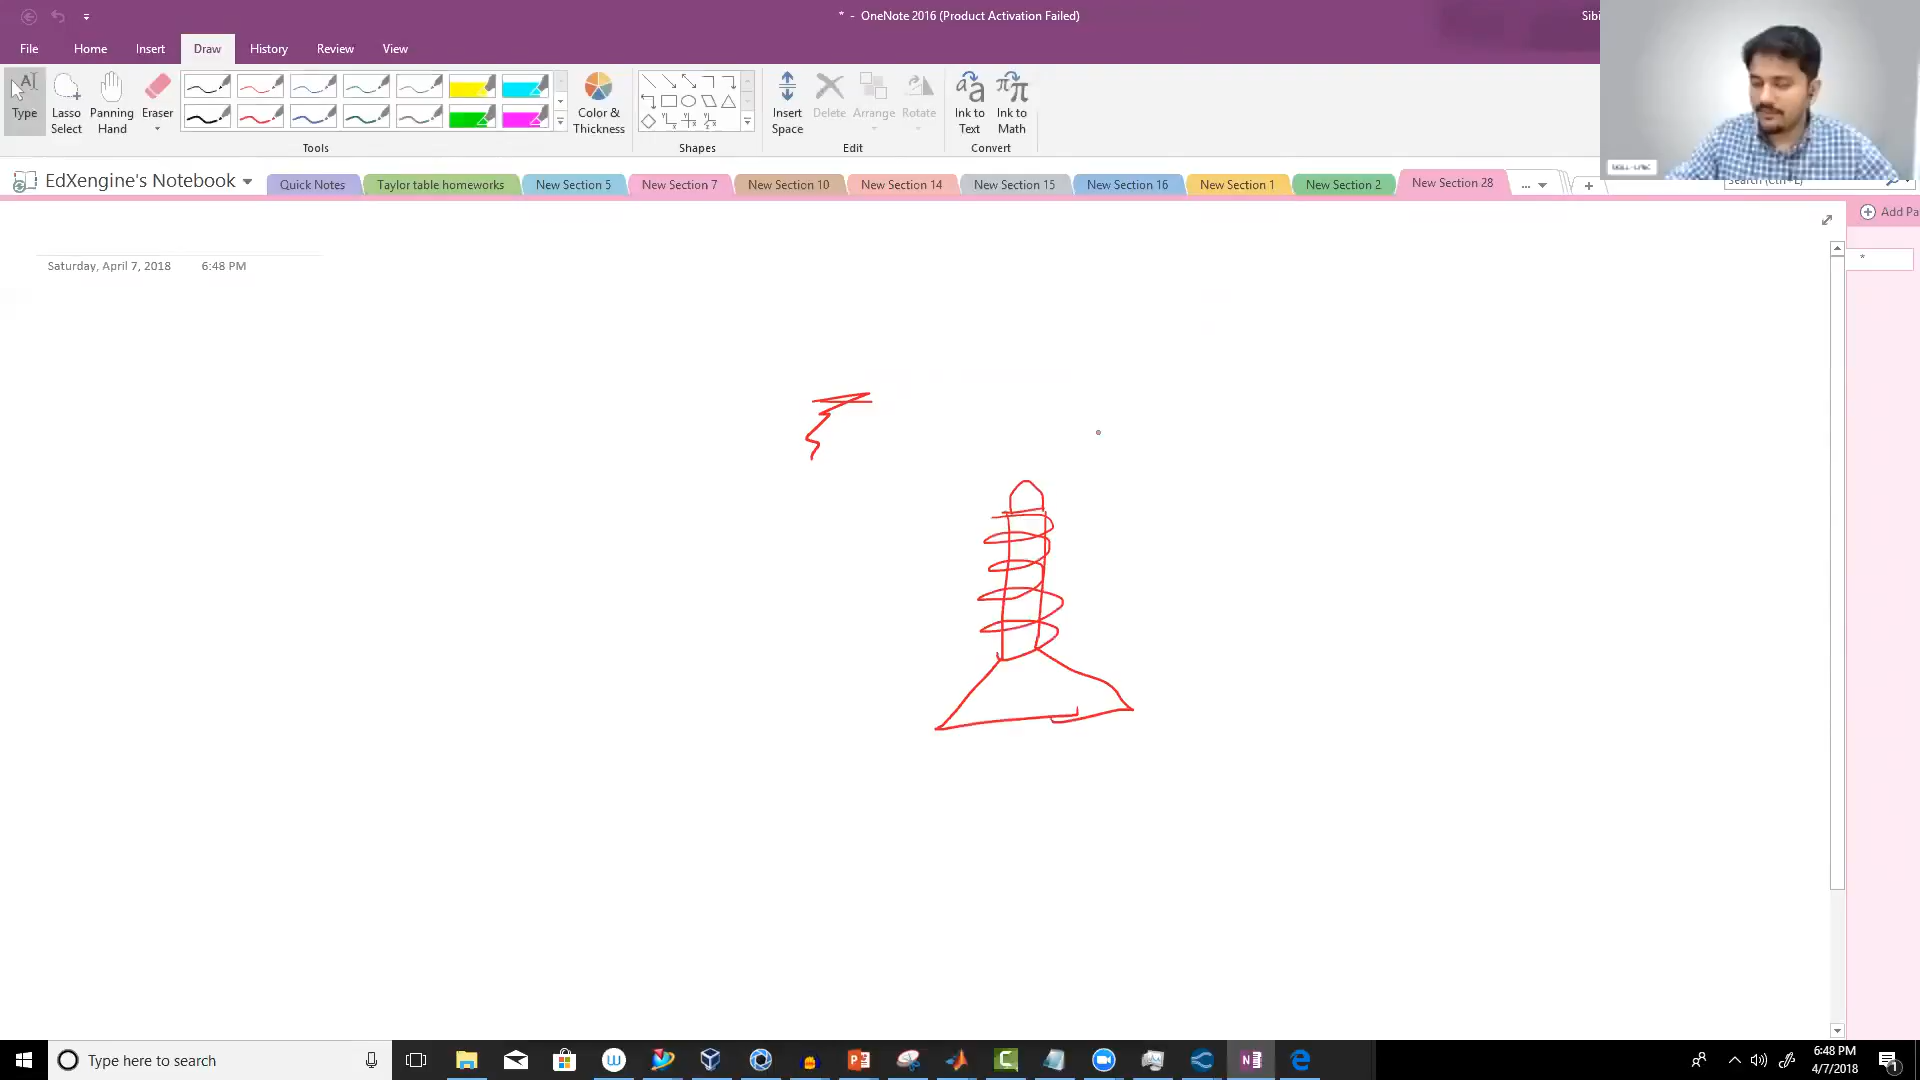 * - OneNote 2016 (Product Activation Failed)
Sibi
File Home Insert Draw History Review View
Type
Lasso Select
Panning Hand
Eraser
Color & Thickness
Insert Space
Delete
Arrange
Rotate
Ink to Text
Ink to Math
Tools Shapes Edit Convert
EdXengine's Notebook
Quick Notes Taylor table homeworks New Section 5 New Section 7 New Section 10 New Section 14 New Section 15 New Section 16 New Section 1 New Section 2 New Section 28 ...
Search (Ctrl+E)
Add Pa
*
Saturday, April 7, 2018 6:48 PM
Type here to search
6:48 PM
4/7/2018
1